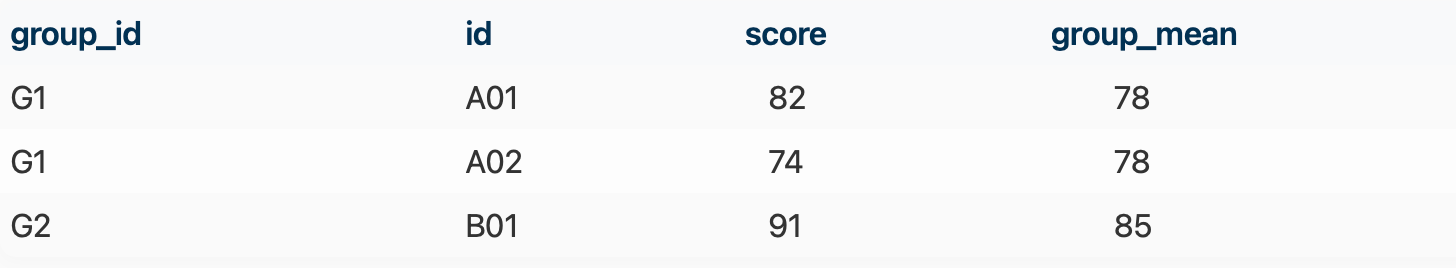 group_id id score group_mean
G1 A01 82 78
G1 A02 74 78
G2 B01 91 85